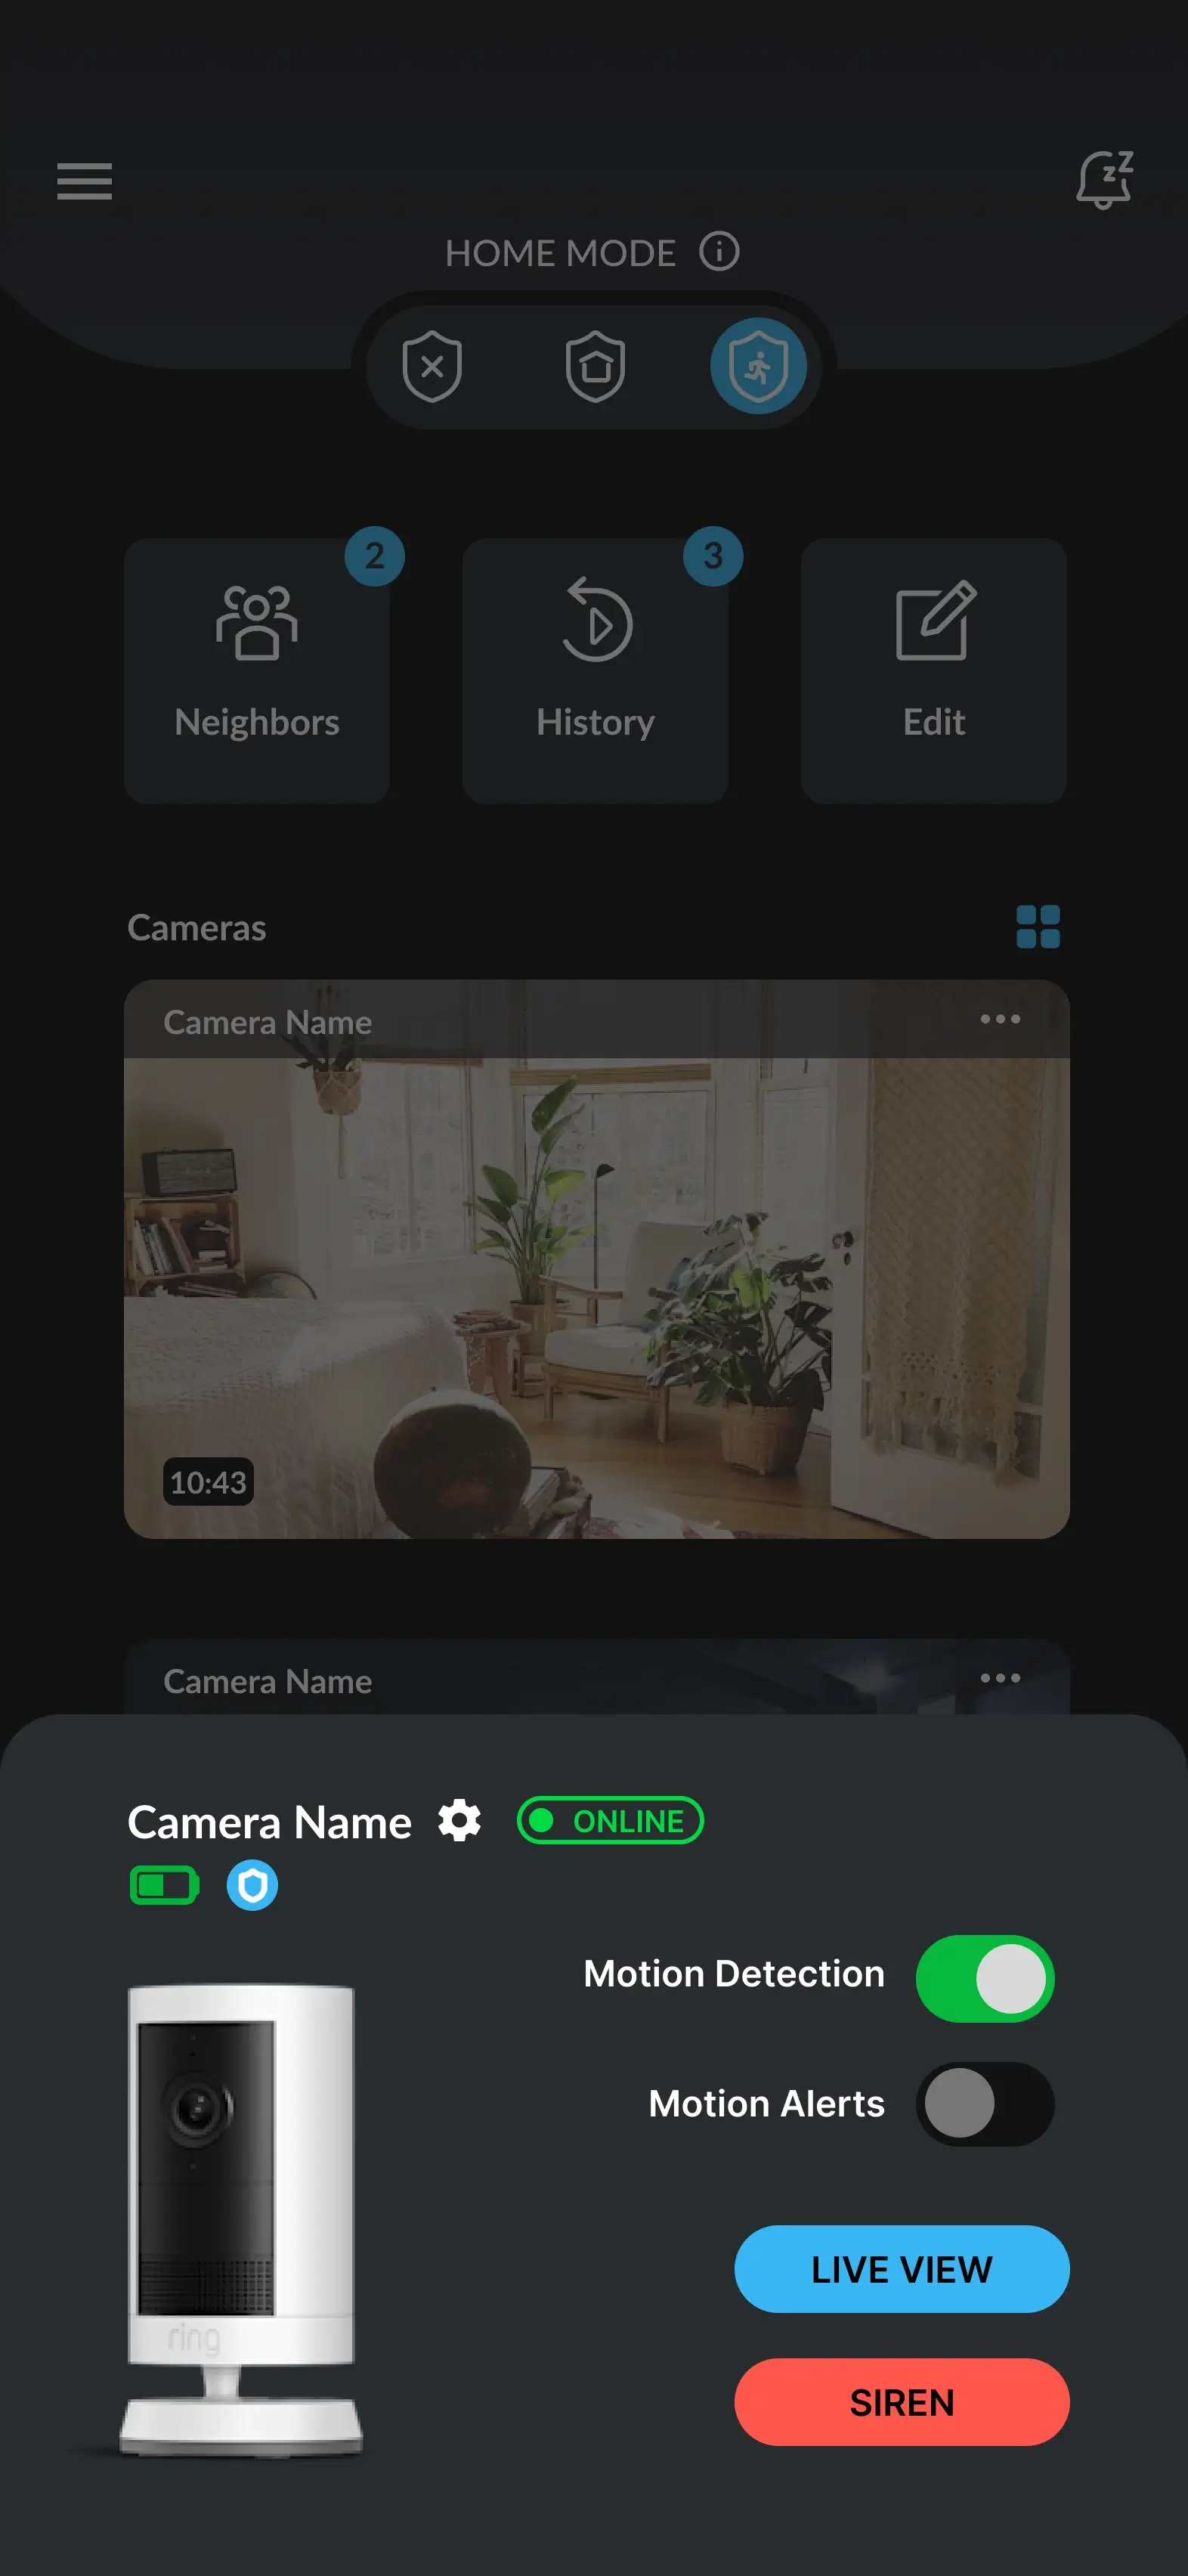 HOME MODE
2
3
Neighbors
History
Edit
Cameras
Camera Name
10:43
Camera Name
Camera Name
ONLINE
Motion Detection
Motion Alerts
LIVE VIEW
SIREN
ring